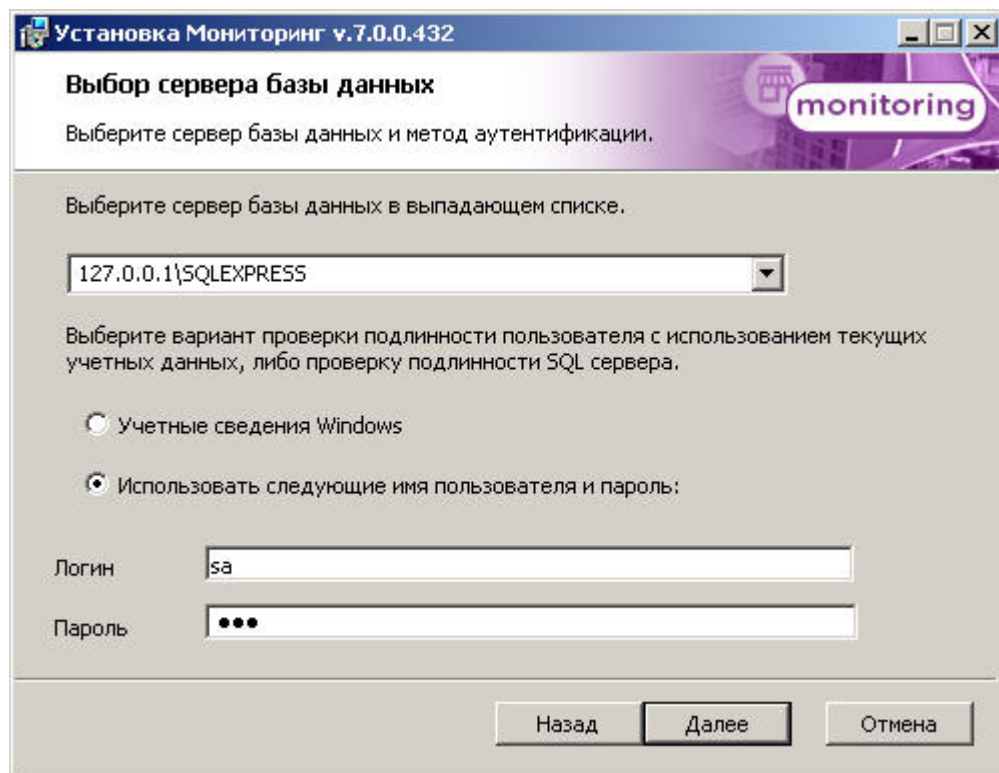 Установка Мониторинг v.7.0.0.432
Выбор сервера базы данных
monitoring
Выберите сервер базы данных и метод аутентификации.
Выберите сервер базы данных в выпадающем списке.
127.0.0.1\SQLEXPRESS
Выберите вариант проверки подлинности пользователя с использованием текущих
учетных данных, либо проверку подлинности SQL сервера.
Учетные сведения Windows
Использовать следующие имя пользователя и пароль:
Логин sa
Пароль •••
Назад Далее Отмена